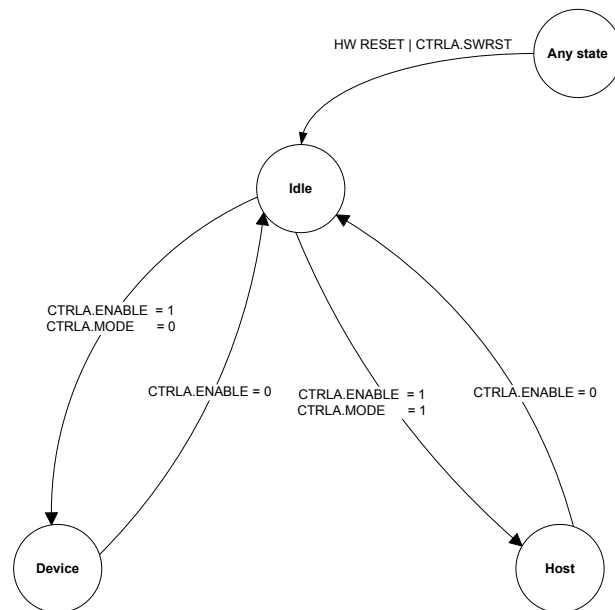 HW RESET | CTRLA.SWRST
Any state
Idle
CTRLA.ENABLE = 1
CTRLA.MODE = 0
CTRLA.ENABLE = 0
CTRLA.ENABLE = 1
CTRLA.MODE = 1
CTRLA.ENABLE = 0
Device
Host